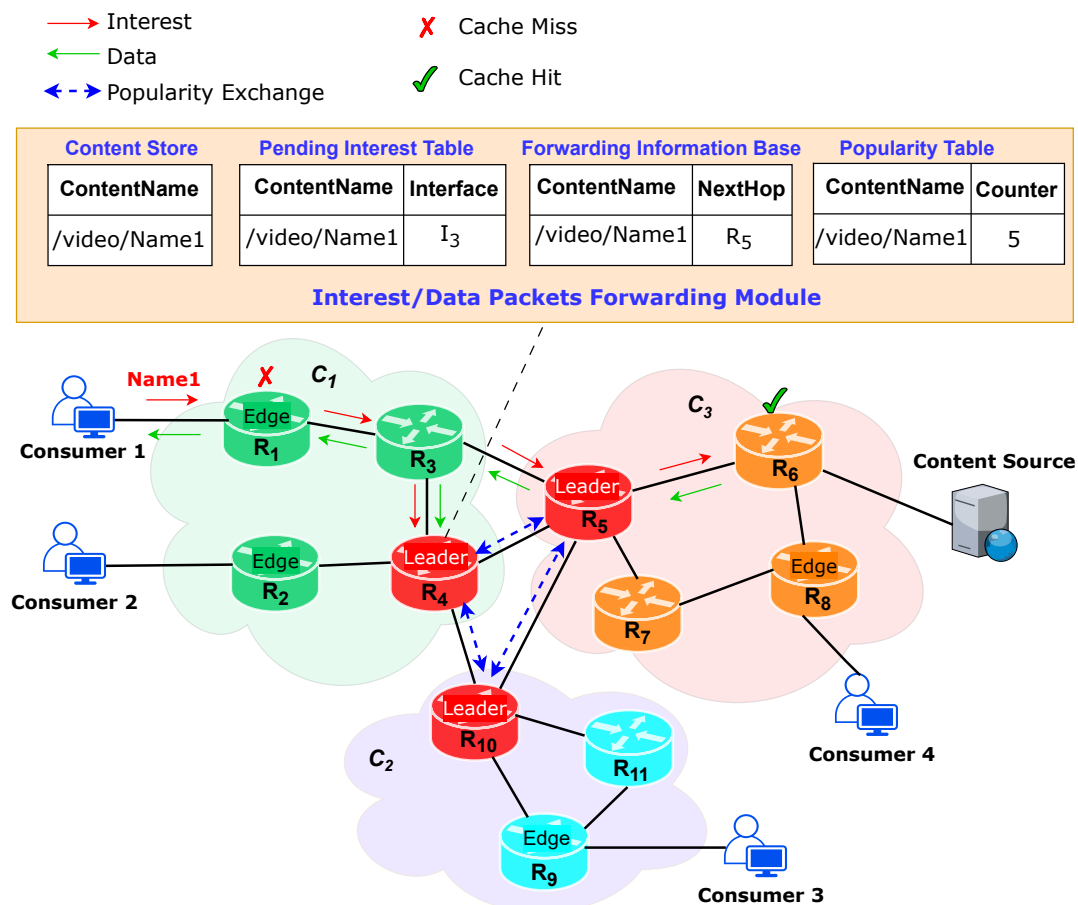 Interest
Data
Popularity Exchange
✗ Cache Miss
✓ Cache Hit
Content Store
ContentName
/video/Name1
Pending Interest Table
ContentName Interface
/video/Name1 I₃
Forwarding Information Base
ContentName NextHop
/video/Name1 R₅
Popularity Table
ContentName Counter
/video/Name1 5
Interest/Data Packets Forwarding Module
Name1
✗
C₁
Consumer 1
Edge
R₁
R₃
Consumer 2
Edge
R₂
Leader
R₄
C₃
✓
Leader
R₅
R₆
Content Source
R₇
Edge
R₈
Consumer 4
C₂
Leader
R₁₀
R₁₁
Edge
R₉
Consumer 3